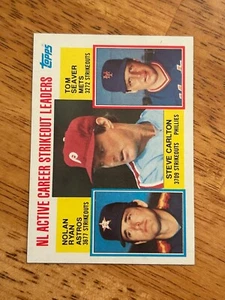 Topps
NL ACTIVE CAREER STRIKEOUT LEADERS
TOM
SEAVER
METS
3272 STRIKEOUTS
STEVE CARLTON
3709 STRIKEOUTS PHILLIES
NOLAN
RYAN
ASTROS
3677 STRIKEOUTS